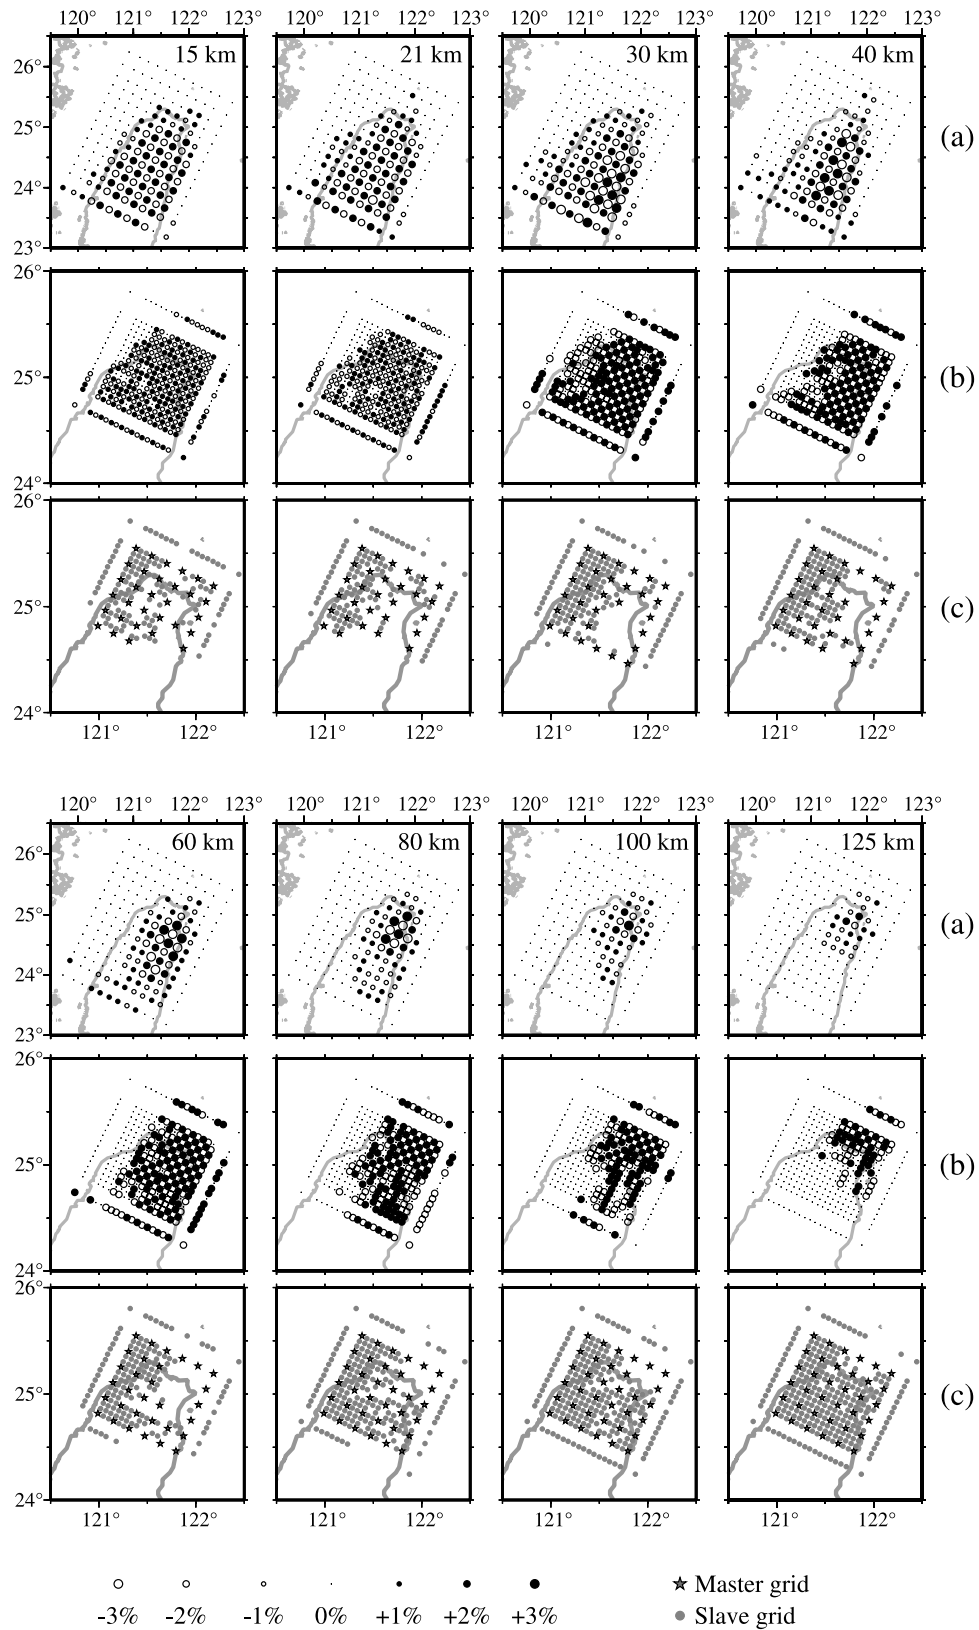 120° 121° 122° 123° 120° 121° 122° 123° 120° 121° 122° 123° 120° 121° 122° 123°
26° 15 km 21 km 30 km 40 km
25° (a)
24°
23°
26°
25° (b)
24°
26°
25° (c)
24°
121° 122° 121° 122° 121° 122° 121° 122°
120° 121° 122° 123° 120° 121° 122° 123° 120° 121° 122° 123° 120° 121° 122° 123°
26° 60 km 80 km 100 km 125 km
25° (a)
24°
23°
26°
25° (b)
24°
26°
25° (c)
24°
121° 122° 121° 122° 121° 122° 121° 122°
Master grid
-3% -2% -1% 0% +1% +2% +3% Slave grid